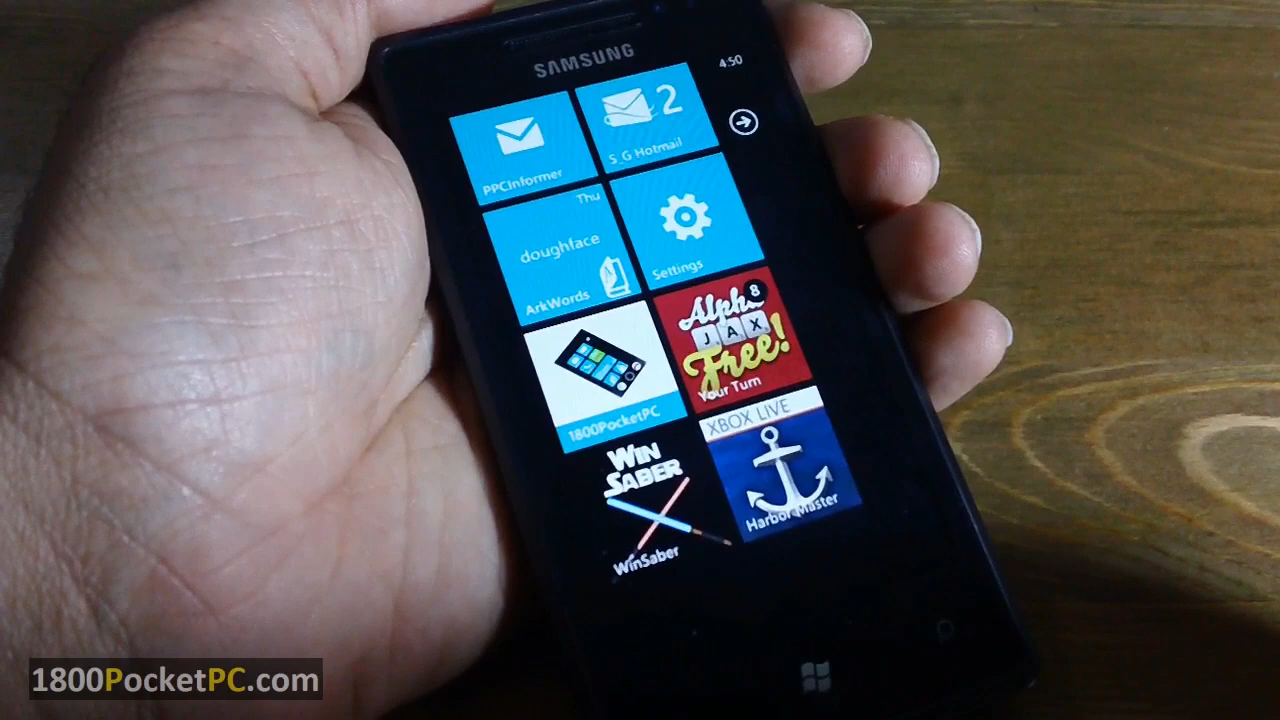 SAMSUNG
4:50
PPCInformer
2
S_G Hotmail
Thu
doughface
ArkWords
Settings
1800PocketPC
8
Alpha
JAX
Free!
Your Turn
WIN
SABER
WinSaber
XBOX LIVE
Harbor Master
1800PocketPC.com